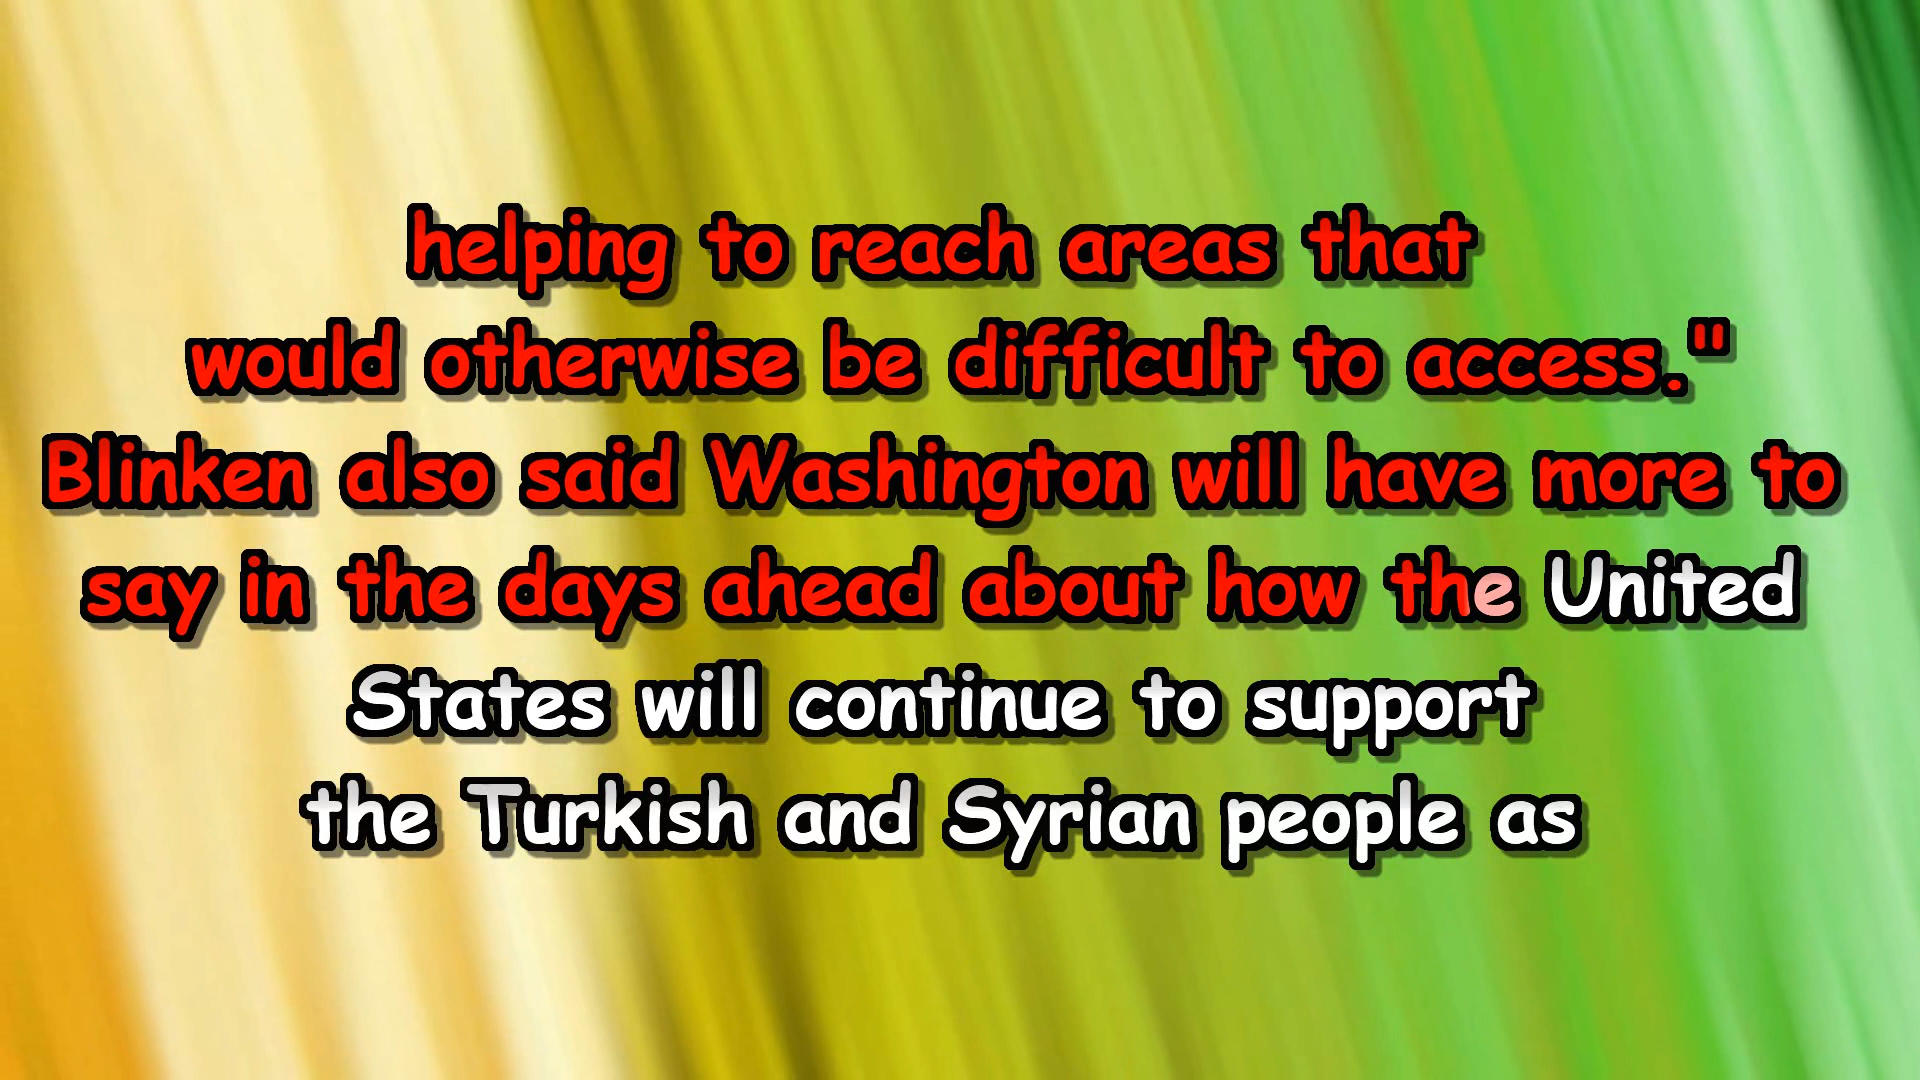 helping to reach areas that
would otherwise be difficult to access."
Blinken also said Washington will have more to
say in the days ahead about how the United
States will continue to support
the Turkish and Syrian people as